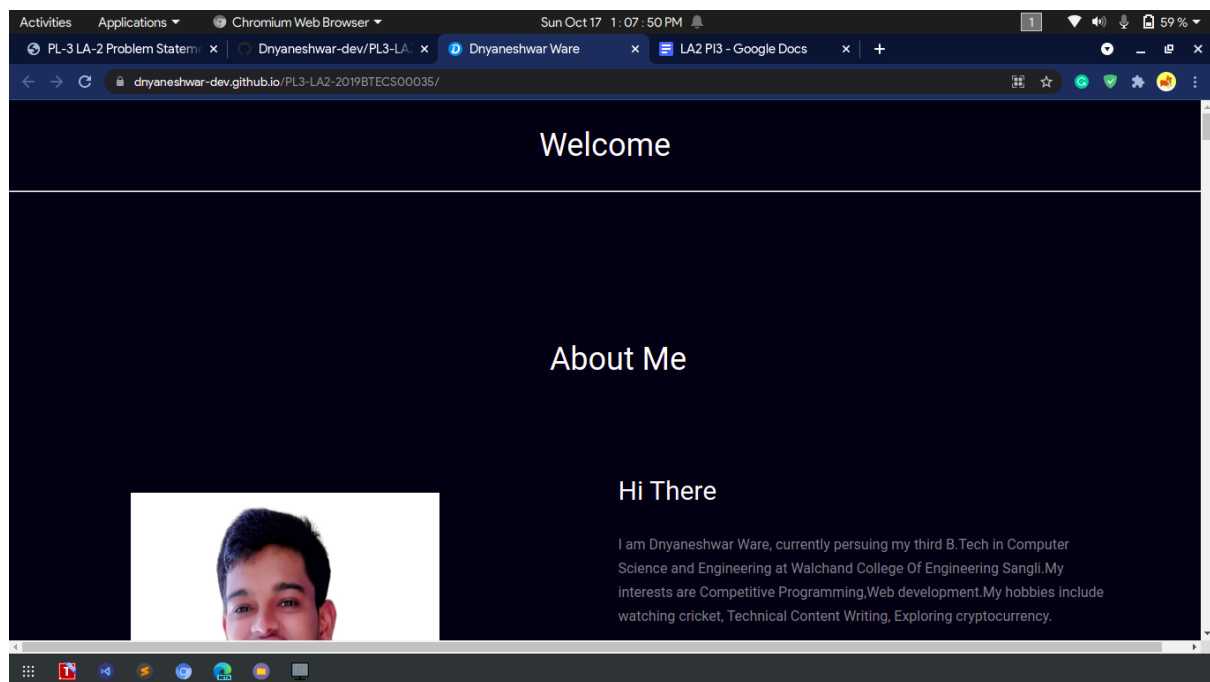 Activities Applications Chromium Web Browser Sun Oct 17 1:07:50 PM 1 59 %
PL-3 LA-2 Problem Stateme Dnyaneshwar-dev/PL3-LA Dnyaneshwar Ware LA2 Pl3 - Google Docs
dnyaneshwar-dev.github.io/PL3-LA2-2019BTECS00035/
Welcome
About Me
Hi There
I am Dnyaneshwar Ware, currently persuing my third B.Tech in Computer
Science and Engineering at Walchand College Of Engineering Sangli.My
interests are Competitive Programming,Web development.My hobbies include
watching cricket, Technical Content Writing, Exploring cryptocurrency.